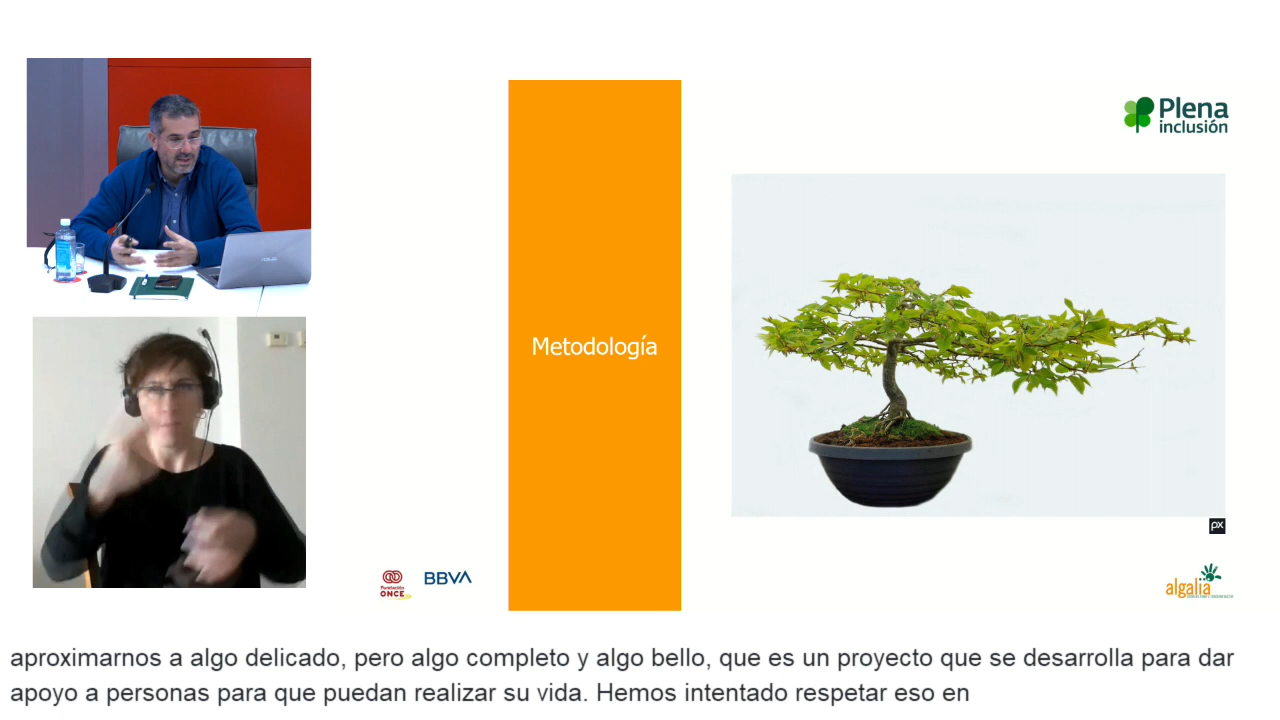 Plena
inclusión
Metodología
px
Fundación
ONCE
BBVA
algalia
aproximarnos a algo delicado, pero algo completo y algo bello, que es un proyecto que se desarrolla para dar
apoyo a personas para que puedan realizar su vida. Hemos intentado respetar eso en